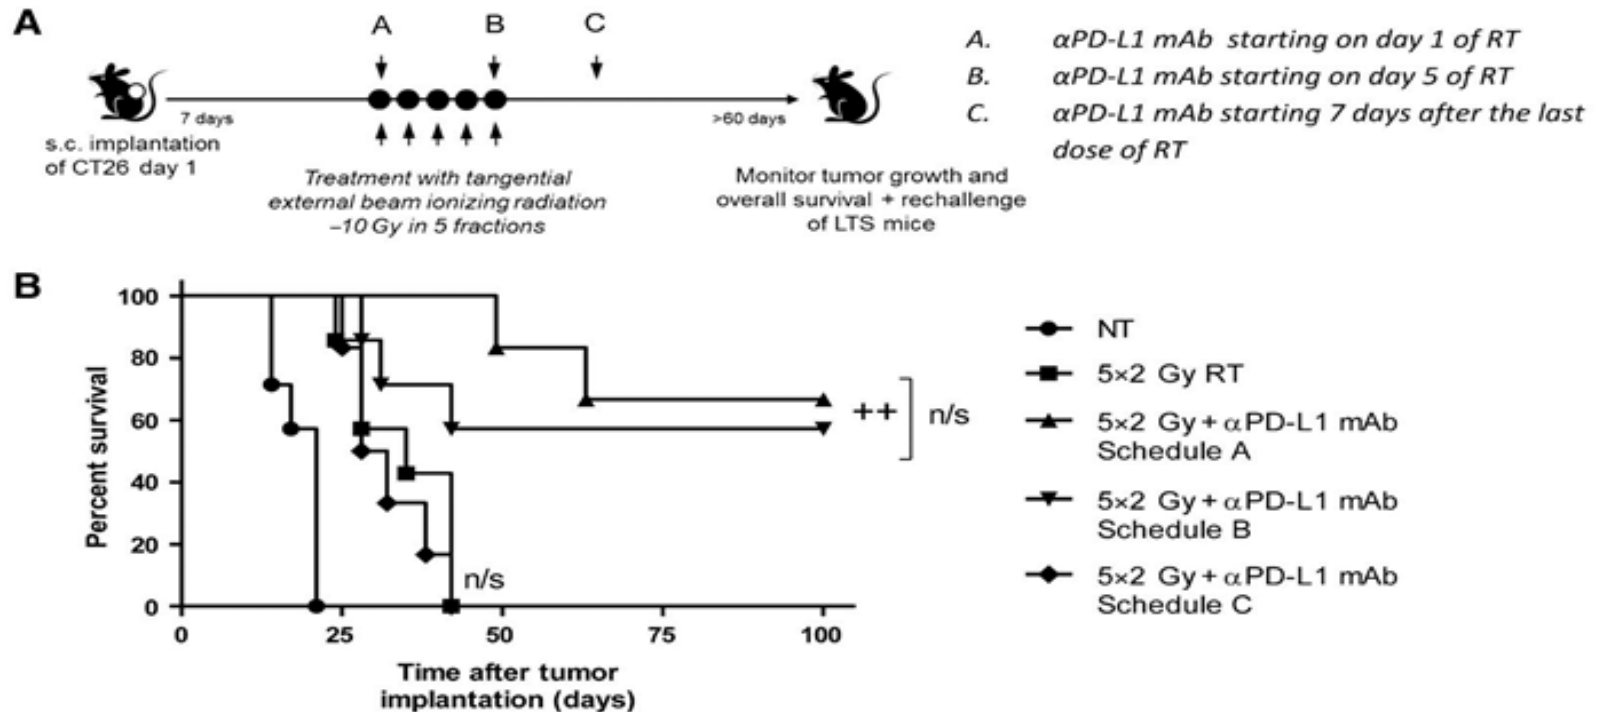 A
A
B
C
7 days
>60 days
s.c. implantation
of CT26 day 1
Treatment with tangential
external beam ionizing radiation
–10 Gy in 5 fractions
Monitor tumor growth and
overall survival + rechallenge
of LTS mice
A. αPD-L1 mAb starting on day 1 of RT
B. αPD-L1 mAb starting on day 5 of RT
C. αPD-L1 mAb starting 7 days after the last
dose of RT
B
Percent survival
100
80
60
40
20
0
0
25
50
75
100
Time after tumor
implantation (days)
n/s
++
n/s
NT
5×2 Gy RT
5×2 Gy + αPD-L1 mAb
Schedule A
5×2 Gy + αPD-L1 mAb
Schedule B
5×2 Gy + αPD-L1 mAb
Schedule C